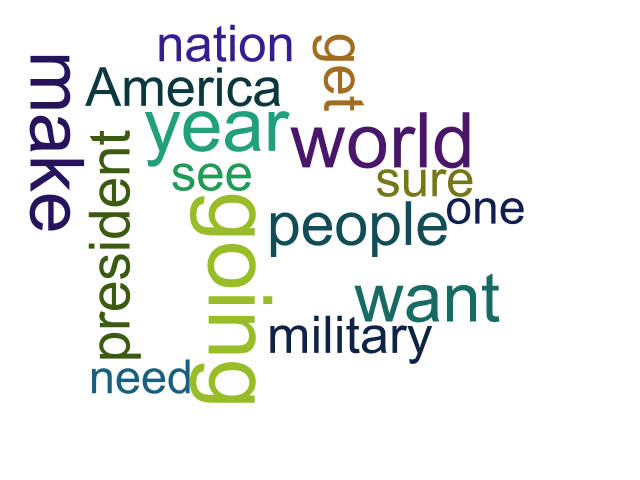 nation
get
America
make
year
world
see
sure
president
going
people
one
want
military
need